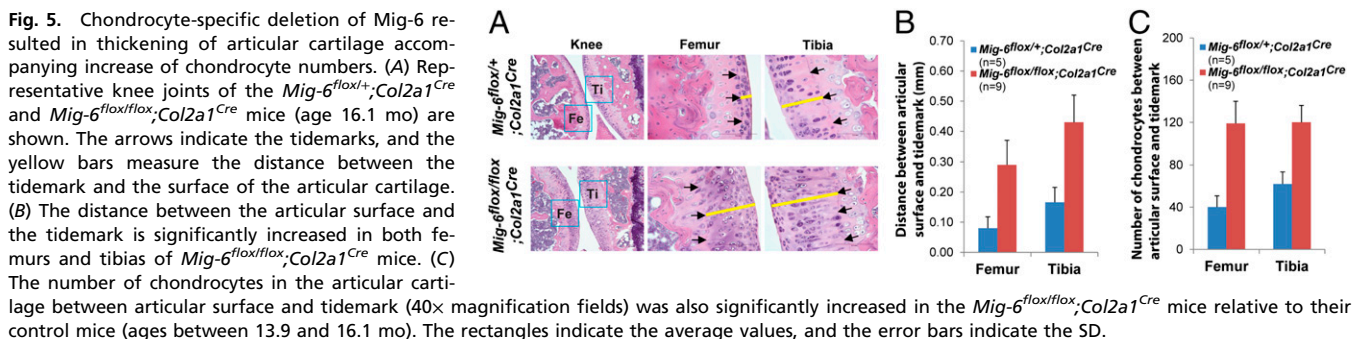 Fig. 5. Chondrocyte-specific deletion of Mig-6 re-
sulted in thickening of articular cartilage accom-
panying increase of chondrocyte numbers. (A) Rep-
resentative knee joints of the Mig-6flox/+;Col2a1Cre
and Mig-6flox/flox;Col2a1Cre mice (age 16.1 mo) are
shown. The arrows indicate the tidemarks, and the
yellow bars measure the distance between the
tidemark and the surface of the articular cartilage.
(B) The distance between the articular surface and
the tidemark is significantly increased in both fe-
murs and tibias of Mig-6flox/flox;Col2a1Cre mice. (C)
The number of chondrocytes in the articular carti-
lage between articular surface and tidemark (40× magnification fields) was also significantly increased in the Mig-6flox/flox;Col2a1Cre mice relative to their
control mice (ages between 13.9 and 16.1 mo). The rectangles indicate the average values, and the error bars indicate the SD.
A
Knee
Femur
Tibia
Mig-6flox/+
;Col2a1Cre
Ti
Fe
Mig-6flox/flox
;Col2a1Cre
Ti
Fe
B
Distance between articular
surface and tidemark (mm)
0.70
0.60
0.50
0.40
0.30
0.20
0.10
0.00
Mig-6flox/+;Col2a1Cre
(n=5)
Mig-6flox/flox;Col2a1Cre
(n=9)
Femur
Tibia
C
Number of chondrocytes between
articular surface and tidemark
200
160
120
80
40
0
Mig-6flox/+;Col2a1Cre
(n=5)
Mig-6flox/flox;Col2a1Cre
(n=9)
Femur
Tibia